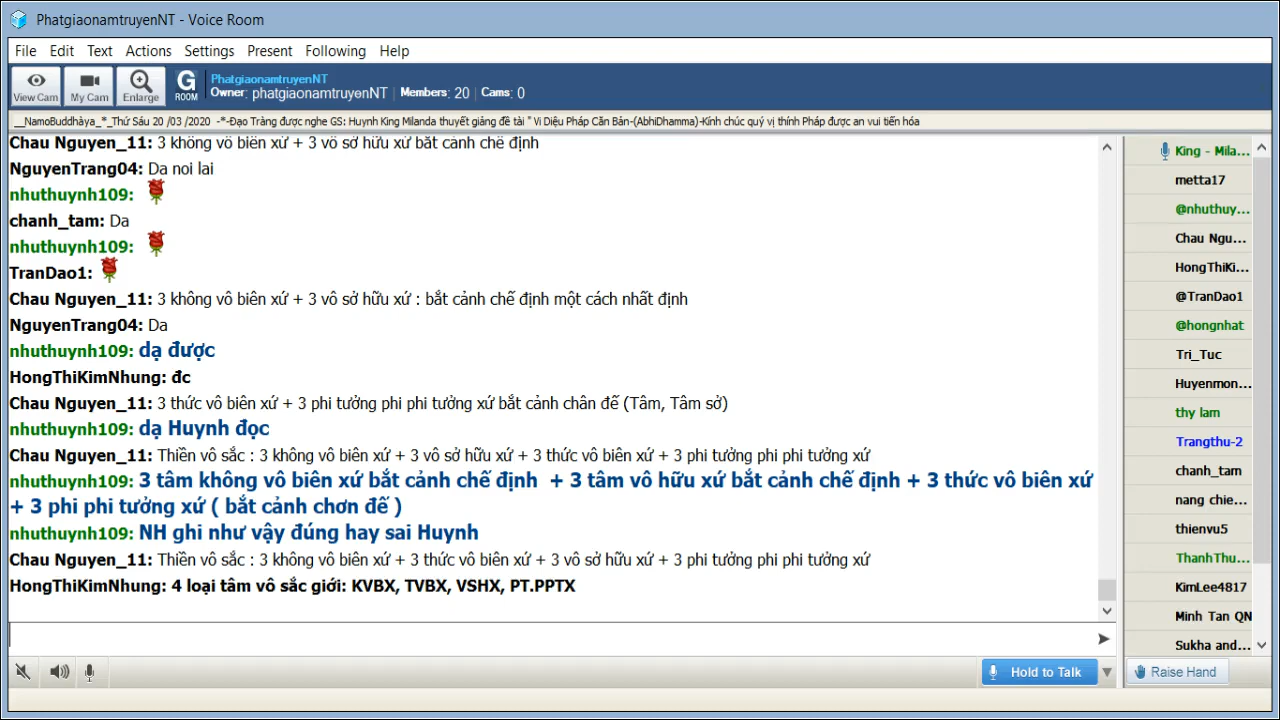 PhatgiaonamtruyenNT - Voice Room
File Edit Text Actions Settings Present Following Help
View Cam My Cam Enlarge G ROOM
PhatgiaonamtruyenNT
Owner: phatgiaonamtruyenNT | Members: 20 | Cams: 0
__NamoBuddhàya_*_Thứ Sáu 20 /03 /2020 -*-Đạo Tràng được nghe GS: Huynh King Milanda thuyết giảng đề tài " Vi Diệu Pháp Căn Bản-(AbhiDhamma)-Kính chúc quý vị thính Pháp được an vui tiến hóa
Chau Nguyen_11: 3 không vô biên xứ + 3 vô sở hữu xứ bắt cảnh chế định
NguyenTrang04: Da noi lai
nhuthuynh109:
chanh_tam: Da
nhuthuynh109:
TranDao1:
Chau Nguyen_11: 3 không vô biên xứ + 3 vô sở hữu xứ : bắt cảnh chế định một cách nhất định
NguyenTrang04: Da
nhuthuynh109: dạ được
HongThiKimNhung: đc
Chau Nguyen_11: 3 thức vô biên xứ + 3 phi tưởng phi phi tưởng xứ bắt cảnh chân đế (Tâm, Tâm sở)
nhuthuynh109: dạ Huynh đọc
Chau Nguyen_11: Thiền vô sắc : 3 không vô biên xứ + 3 vô sở hữu xứ + 3 thức vô biên xứ + 3 phi tưởng phi phi tưởng xứ
nhuthuynh109: 3 tâm không vô biên xứ bắt cảnh chế định + 3 tâm vô hữu xứ bắt cảnh chế định + 3 thức vô biên xứ
+ 3 phi phi tưởng xứ ( bắt cảnh chơn đế )
nhuthuynh109: NH ghi như vậy đúng hay sai Huynh
Chau Nguyen_11: Thiền vô sắc : 3 không vô biên xứ + 3 thức vô biên xứ + 3 vô sở hữu xứ + 3 phi tưởng phi phi tưởng xứ
HongThiKimNhung: 4 loại tâm vô sắc giới: KVBX, TVBX, VSHX, PT.PPTX
King - Mila...
metta17
@nhuthuy...
Chau Ngu...
HongThiKi...
@TranDao1
@hongnhat
Tri_Tuc
Huyenmon...
thy lam
Trangthu-2
chanh_tam
nang chie...
thienvu5
ThanhThu...
KimLee4817
Minh Tan QN
Sukha and...
Hold to Talk
Raise Hand